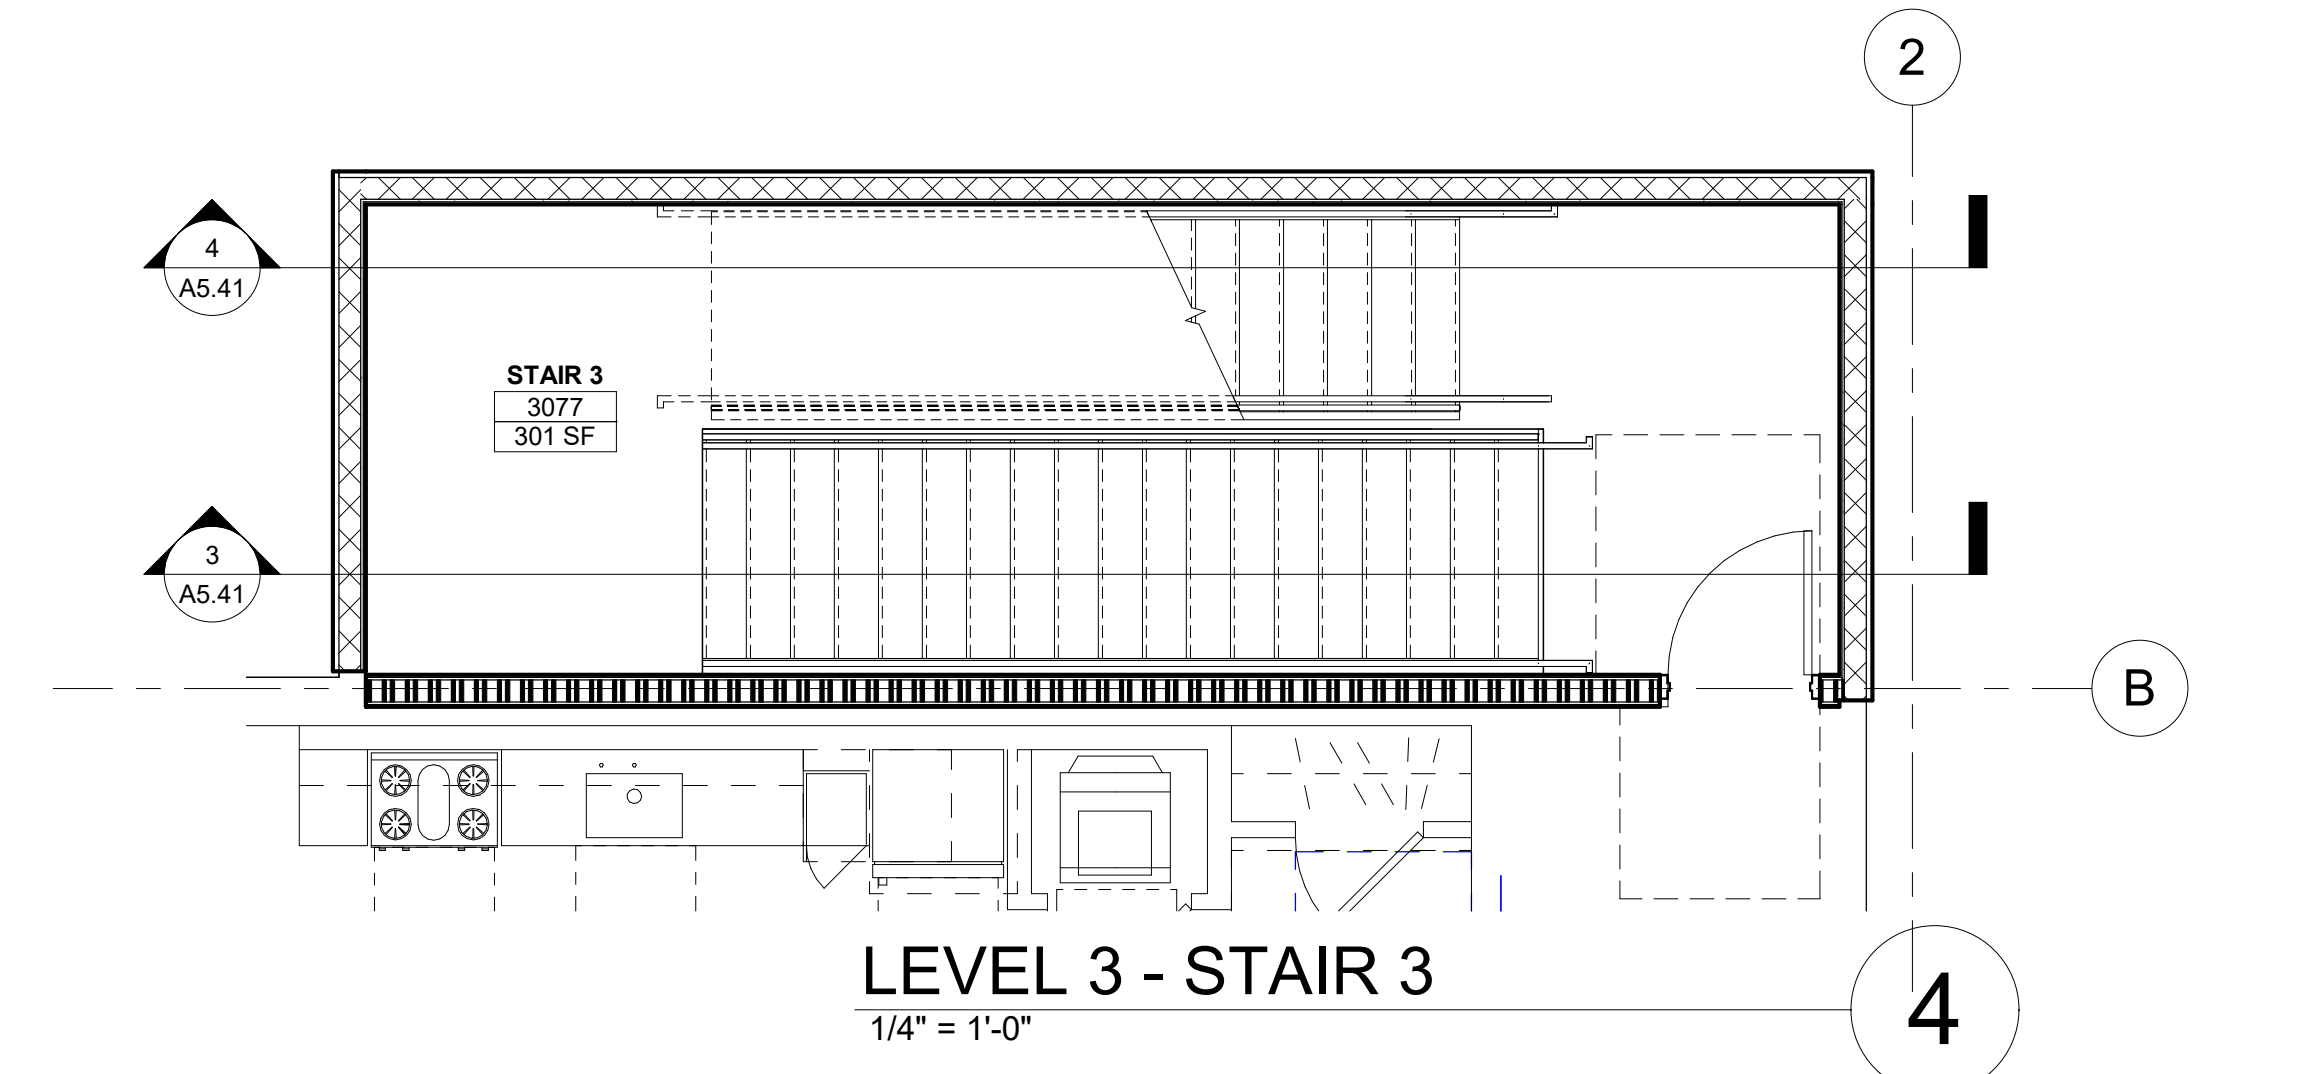 2
4
A5.41
STAIR 3
3077
301 SF
3
A5.41
B
LEVEL 3 - STAIR 3
1/4" = 1'-0"
4